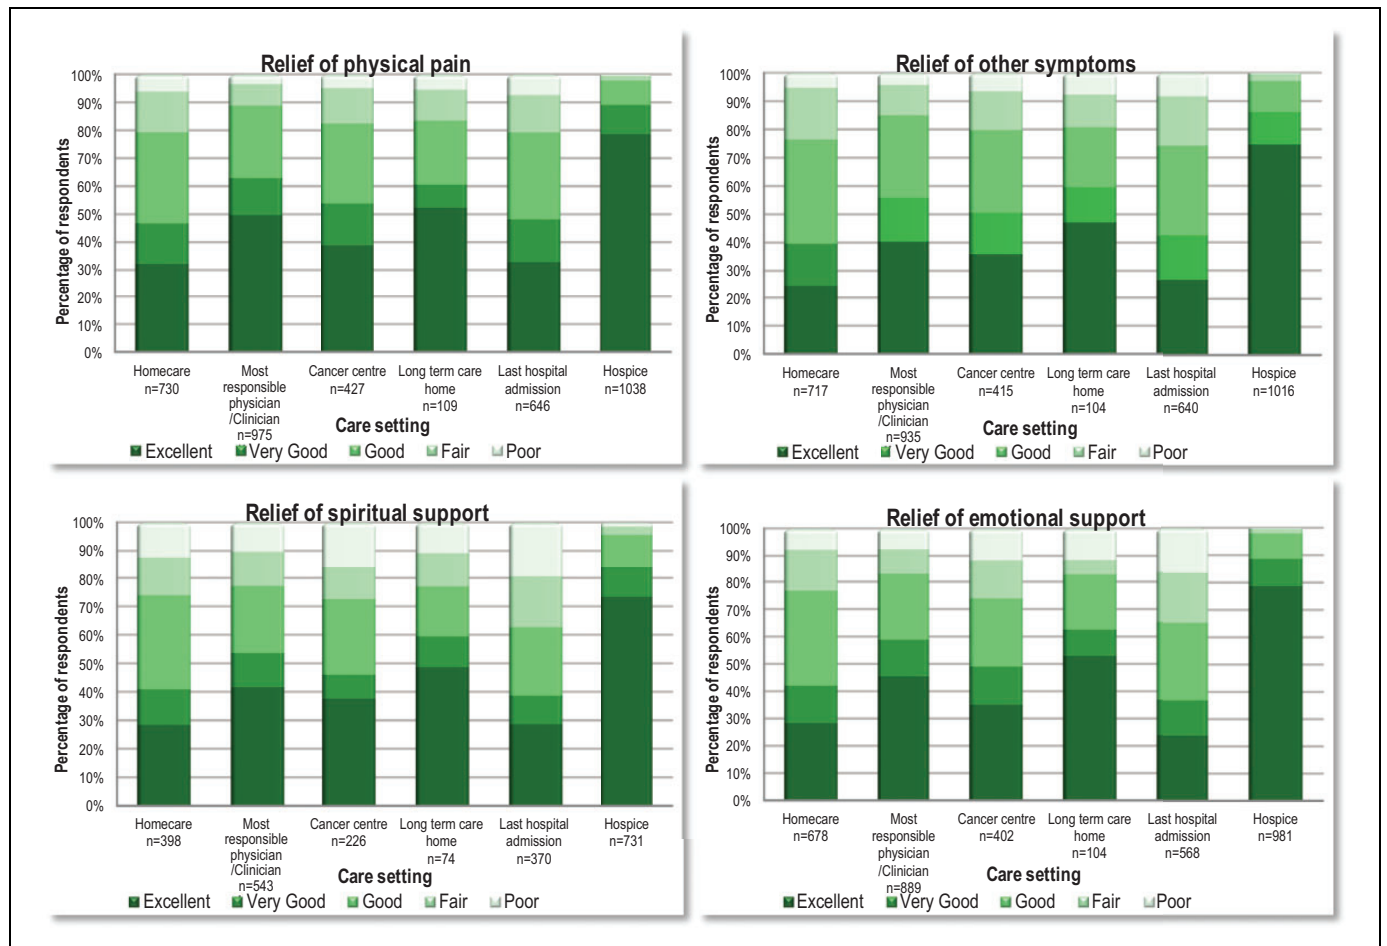 Relief of physical pain
Percentage of respondents
100%
90%
80%
70%
60%
50%
40%
30%
20%
10%
0%
Homecare
n=730
Most
responsible
physician
/Clinician
n=975
Cancer centre
n=427
Long term care
home
n=109
Last hospital
admission
n=646
Hospice
n=1038
Care setting
Excellent Very Good Good Fair Poor
Relief of other symptoms
Percentage of respondents
100%
90%
80%
70%
60%
50%
40%
30%
20%
10%
0%
Homecare
n=717
Most
responsible
physician
/Clinician
n=935
Cancer centre
n=415
Long term care
home
n=104
Last hospital
admission
n=640
Hospice
n=1016
Care setting
Excellent Very Good Good Fair Poor
Relief of spiritual support
Percentage of respondents
100%
90%
80%
70%
60%
50%
40%
30%
20%
10%
0%
Homecare
n=398
Most
responsible
physician
/Clinician
n=543
Cancer centre
n=226
Long term care
home
n=74
Last hospital
admission
n=370
Hospice
n=731
Care setting
Excellent Very Good Good Fair Poor
Relief of emotional support
Percentage of respondents
100%
90%
80%
70%
60%
50%
40%
30%
20%
10%
0%
Homecare
n=678
Most
responsible
physician
/Clinician
n=889
Cancer centre
n=402
Long term care
home
n=104
Last hospital
admission
n=568
Hospice
n=981
Care setting
Excellent Very Good Good Fair Poor